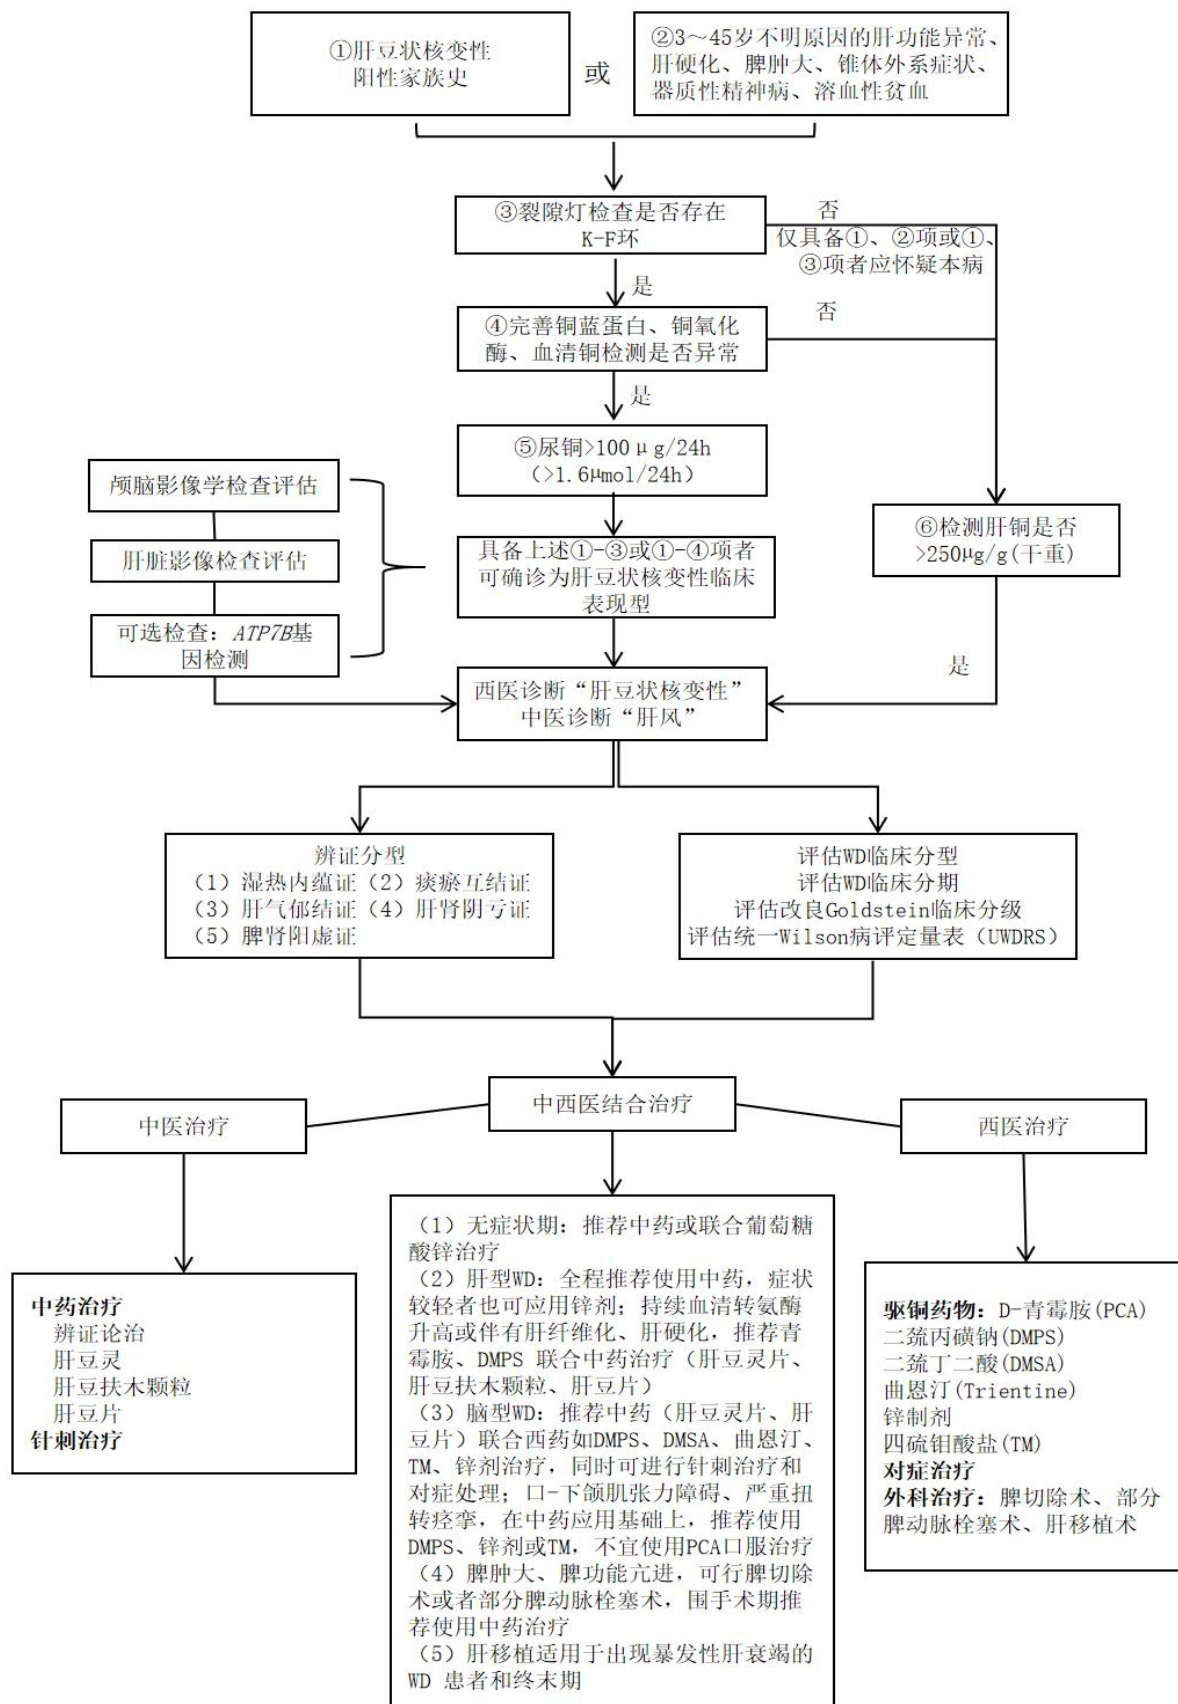 ①肝豆状核变性
阳性家族史
或
②3～45岁不明原因的肝功能异常、
肝硬化、脾肿大、锥体外系症状、
器质性精神病、溶血性贫血
③裂隙灯检查是否存在
K-F环
否
仅具备①、②项或①、
③项者应怀疑本病
是
④完善铜蓝蛋白、铜氧化
酶、血清铜检测是否异常
否
是
⑤尿铜>100μg/24h
（>1.6μmol/24h）
颅脑影像学检查评估
肝脏影像检查评估
可选检查：ATP7B基
因检测
具备上述①-③或①-④项者
可确诊为肝豆状核变性临床
表现型
⑥检测肝铜是否
>250μg/g(干重)
是
西医诊断“肝豆状核变性”
中医诊断“肝风”
辨证分型
（1）湿热内蕴证（2）痰瘀互结证
（3）肝气郁结证（4）肝肾阴亏证
（5）脾肾阳虚证
评估WD临床分型
评估WD临床分期
评估改良Goldstein临床分级
评估统一Wilson病评定量表（UWDRS）
中西医结合治疗
中医治疗
西医治疗
中药治疗
辨证论治
肝豆灵
肝豆扶木颗粒
肝豆片
针刺治疗
（1）无症状期：推荐中药或联合葡萄糖
酸锌治疗
（2）肝型WD：全程推荐使用中药，症状
较轻者也可应用锌剂；持续血清转氨酶
升高或伴有肝纤维化、肝硬化，推荐青
霉胺、DMPS 联合中药治疗（肝豆灵片、
肝豆扶木颗粒、肝豆片）
（3）脑型WD：推荐中药（肝豆灵片、肝
豆片）联合西药如DMPS、DMSA、曲恩汀、
TM、锌剂治疗，同时可进行针刺治疗和
对症处理；口-下颌肌张力障碍、严重扭
转痉挛，在中药应用基础上，推荐使用
DMPS、锌剂或TM，不宜使用PCA口服治疗
（4）脾肿大、脾功能亢进，可行脾切除
术或者部分脾动脉栓塞术，围手术期推
荐使用中药治疗
（5）肝移植适用于出现暴发性肝衰竭的
WD 患者和终末期
驱铜药物：D-青霉胺(PCA)
二巯丙磺钠(DMPS)
二巯丁二酸(DMSA)
曲恩汀(Trientine)
锌制剂
四硫钼酸盐(TM)
对症治疗
外科治疗：脾切除术、部分
脾动脉栓塞术、肝移植术